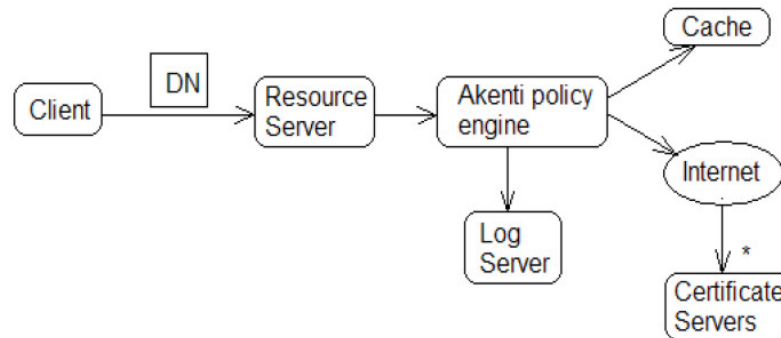 Cache
DN
Client
Resource
Server
Akenti policy
engine
Internet
Log
Server
*
Certificate
Servers